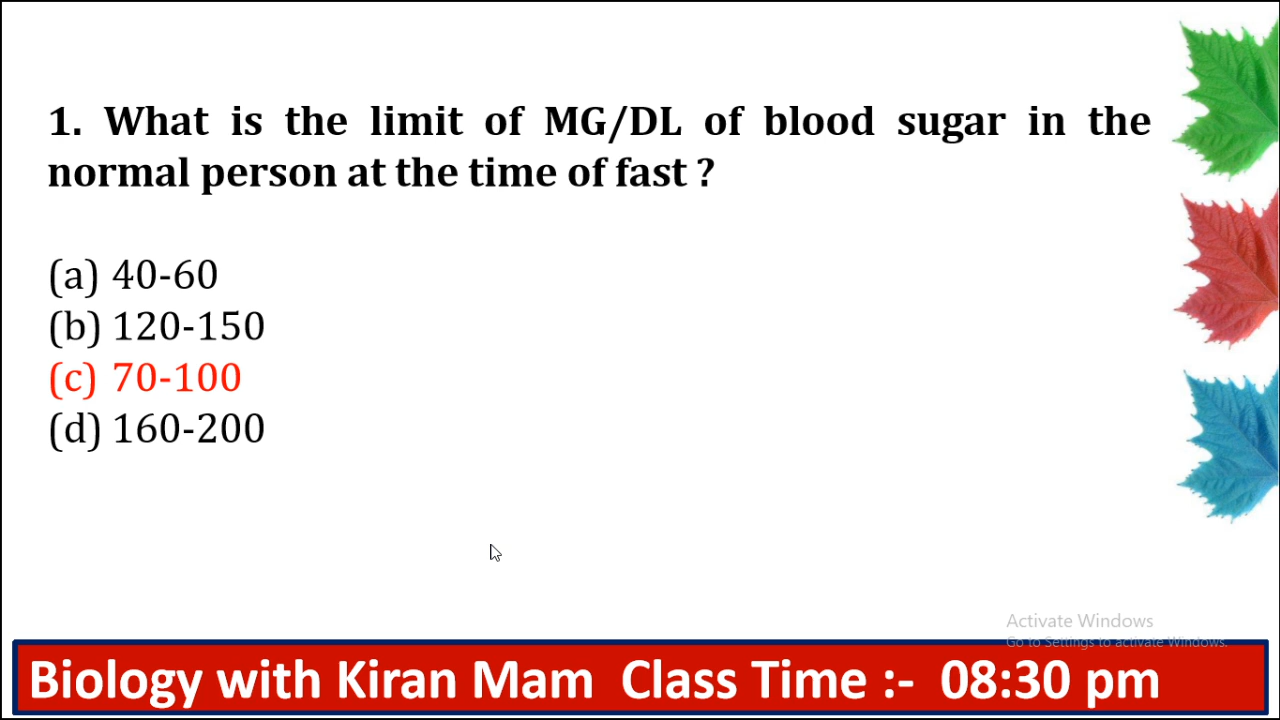 1. What is the limit of MG/DL of blood sugar in the
normal person at the time of fast ?
(a) 40-60
(b) 120-150
(c) 70-100
(d) 160-200
Activate Windows
Go to Settings to activate Windows.
Biology with Kiran Mam Class Time :- 08:30 pm